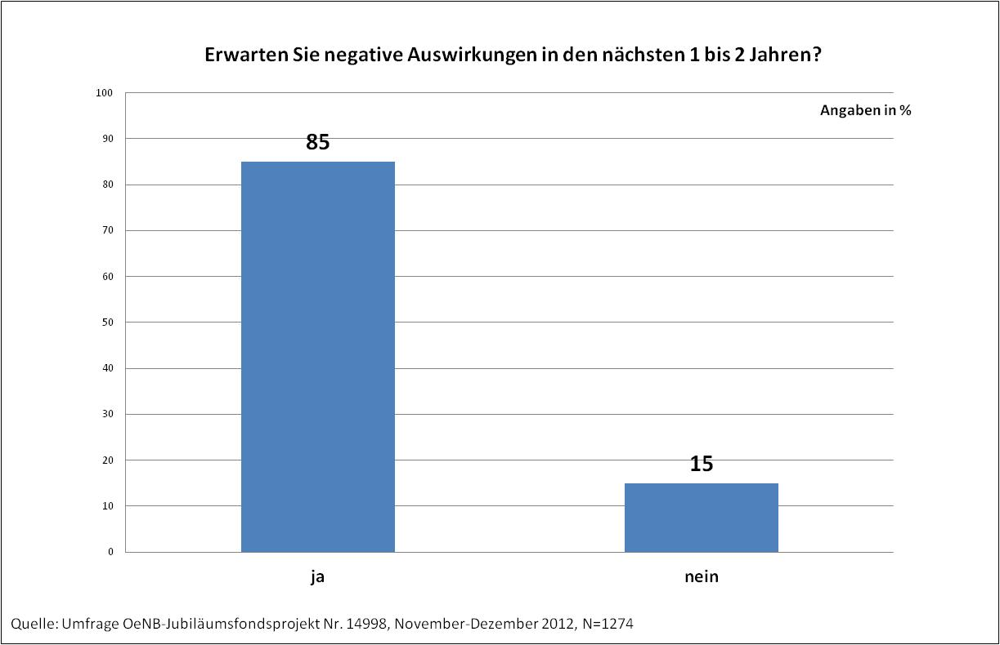 Erwarten Sie negative Auswirkungen in den nächsten 1 bis 2 Jahren?
Angaben in %
100
90
80
70
60
50
40
30
20
10
0
85
15
ja
nein
Quelle: Umfrage OeNB-Jubiläumsfondsprojekt Nr. 14998, November-Dezember 2012, N=1274